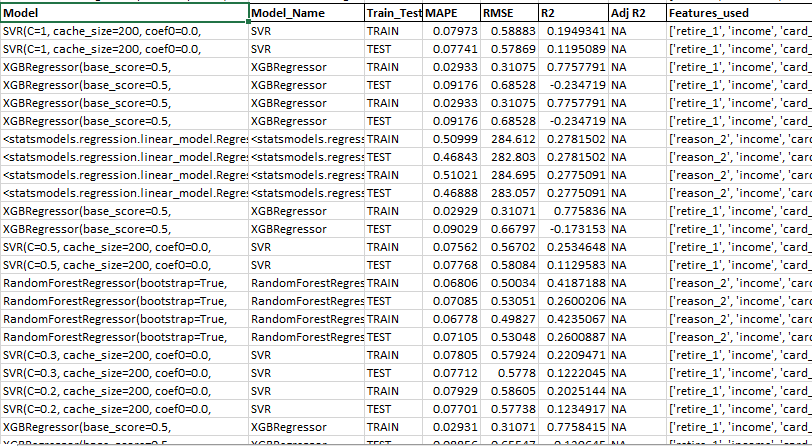 Model Model_Name Train_Test MAPE RMSE R2 Adj R2 Features_used
SVR(C=1, cache_size=200, coef0=0.0, SVR TRAIN 0.07973 0.58883 0.1949341 NA ['retire_1', 'income', 'card_
SVR(C=1, cache_size=200, coef0=0.0, SVR TEST 0.07741 0.57869 0.1195089 NA ['retire_1', 'income', 'card_
XGBRegressor(base_score=0.5, XGBRegressor TRAIN 0.02933 0.31075 0.7757791 NA ['retire_1', 'income', 'card_
XGBRegressor(base_score=0.5, XGBRegressor TEST 0.09176 0.68528 -0.234719 NA ['retire_1', 'income', 'card_
XGBRegressor(base_score=0.5, XGBRegressor TRAIN 0.02933 0.31075 0.7757791 NA ['retire_1', 'income', 'card_
XGBRegressor(base_score=0.5, XGBRegressor TEST 0.09176 0.68528 -0.234719 NA ['retire_1', 'income', 'card_
<statsmodels.regression.linear_model.Regre <statsmodels.regress TRAIN 0.50999 284.612 0.2781502 NA ['reason_2', 'income', 'card
<statsmodels.regression.linear_model.Regre <statsmodels.regress TEST 0.46843 282.803 0.2781502 NA ['reason_2', 'income', 'card
<statsmodels.regression.linear_model.Regre <statsmodels.regress TRAIN 0.51021 284.695 0.2775091 NA ['reason_2', 'income', 'card
<statsmodels.regression.linear_model.Regre <statsmodels.regress TEST 0.46888 283.057 0.2775091 NA ['reason_2', 'income', 'card
XGBRegressor(base_score=0.5, XGBRegressor TRAIN 0.02929 0.31071 0.775836 NA ['retire_1', 'income', 'card_
XGBRegressor(base_score=0.5, XGBRegressor TEST 0.09029 0.66797 -0.173153 NA ['retire_1', 'income', 'card_
SVR(C=0.5, cache_size=200, coef0=0.0, SVR TRAIN 0.07562 0.56702 0.2534648 NA ['retire_1', 'income', 'card_
SVR(C=0.5, cache_size=200, coef0=0.0, SVR TEST 0.07768 0.58084 0.1129583 NA ['retire_1', 'income', 'card_
RandomForestRegressor(bootstrap=True, RandomForestRegres TRAIN 0.06806 0.50034 0.4187188 NA ['reason_2', 'income', 'card
RandomForestRegressor(bootstrap=True, RandomForestRegres TEST 0.07085 0.53051 0.2600206 NA ['reason_2', 'income', 'card
RandomForestRegressor(bootstrap=True, RandomForestRegres TRAIN 0.06778 0.49827 0.4235067 NA ['reason_2', 'income', 'card
RandomForestRegressor(bootstrap=True, RandomForestRegres TEST 0.07105 0.53048 0.2600887 NA ['reason_2', 'income', 'card
SVR(C=0.3, cache_size=200, coef0=0.0, SVR TRAIN 0.07805 0.57924 0.2209471 NA ['retire_1', 'income', 'card_
SVR(C=0.3, cache_size=200, coef0=0.0, SVR TEST 0.07712 0.5778 0.1222045 NA ['retire_1', 'income', 'card_
SVR(C=0.2, cache_size=200, coef0=0.0, SVR TRAIN 0.07929 0.58605 0.2025144 NA ['retire_1', 'income', 'card_
SVR(C=0.2, cache_size=200, coef0=0.0, SVR TEST 0.07701 0.57738 0.1234917 NA ['retire_1', 'income', 'card_
XGBRegressor(base_score=0.5, XGBRegressor TRAIN 0.02931 0.31071 0.7758415 NA ['retire_1', 'income', 'card_